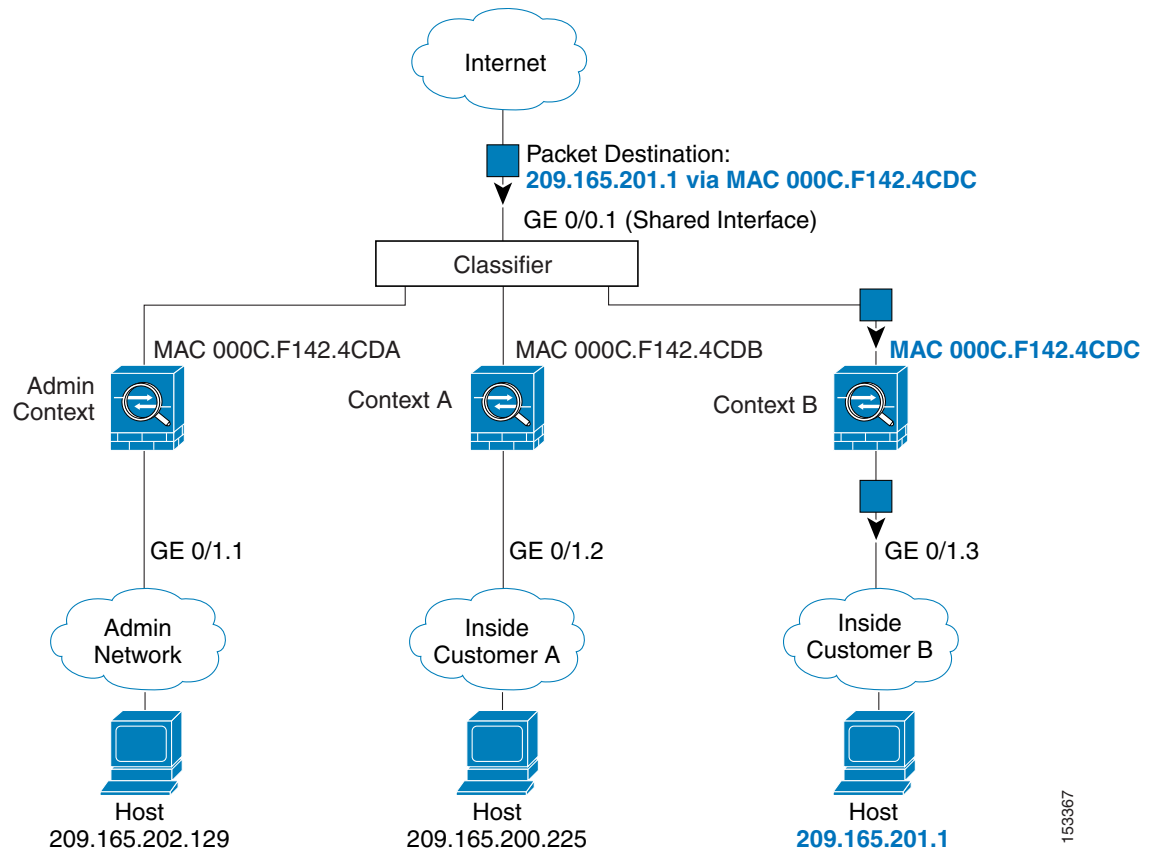 Internet
Packet Destination:
209.165.201.1 via MAC 000C.F142.4CDC
GE 0/0.1 (Shared Interface)
Classifier
MAC 000C.F142.4CDA
MAC 000C.F142.4CDB
MAC 000C.F142.4CDC
Admin
Context
Context A
Context B
GE 0/1.1
GE 0/1.2
GE 0/1.3
Admin
Network
Inside
Customer A
Inside
Customer B
Host
209.165.202.129
Host
209.165.200.225
Host
209.165.201.1
153367